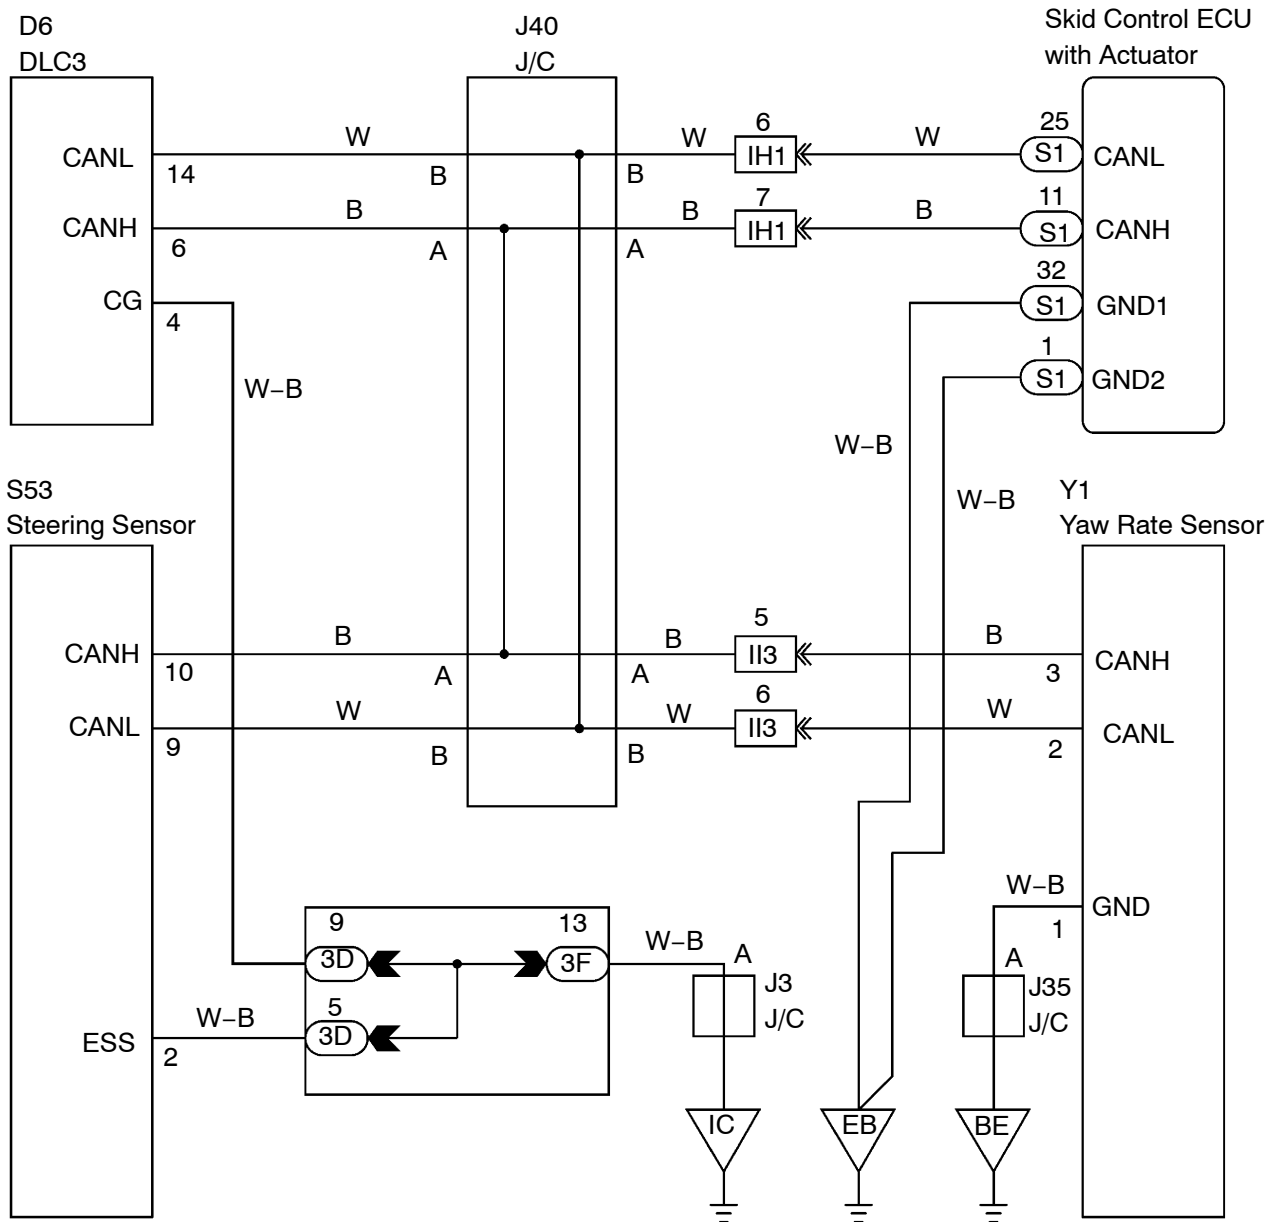 D6
DLC3
J40
J/C
Skid Control ECU
with Actuator
CANL
14
W
B
W
B
6
IH1
W
25
S1
CANL
CANH
6
B
A
B
A
7
IH1
B
11
S1
CANH
CG
4
W–B
32
S1
GND1
1
S1
GND2
W–B
W–B
S53
Steering Sensor
Y1
Yaw Rate Sensor
CANH
10
B
A
B
A
5
II3
B
3
CANH
CANL
9
W
B
W
B
6
II3
W
2
CANL
9
3D
13
3F
W–B
A
J3
J/C
W–B
1
GND
A
J35
J/C
ESS
2
W–B
5
3D
IC
EB
BE